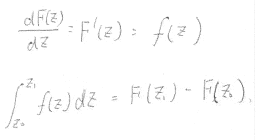 dF(z)/dz = F'(z) = f(z)
∫_{z₀}^{z₁} f(z) dz = F(z₁) - F(z₀).